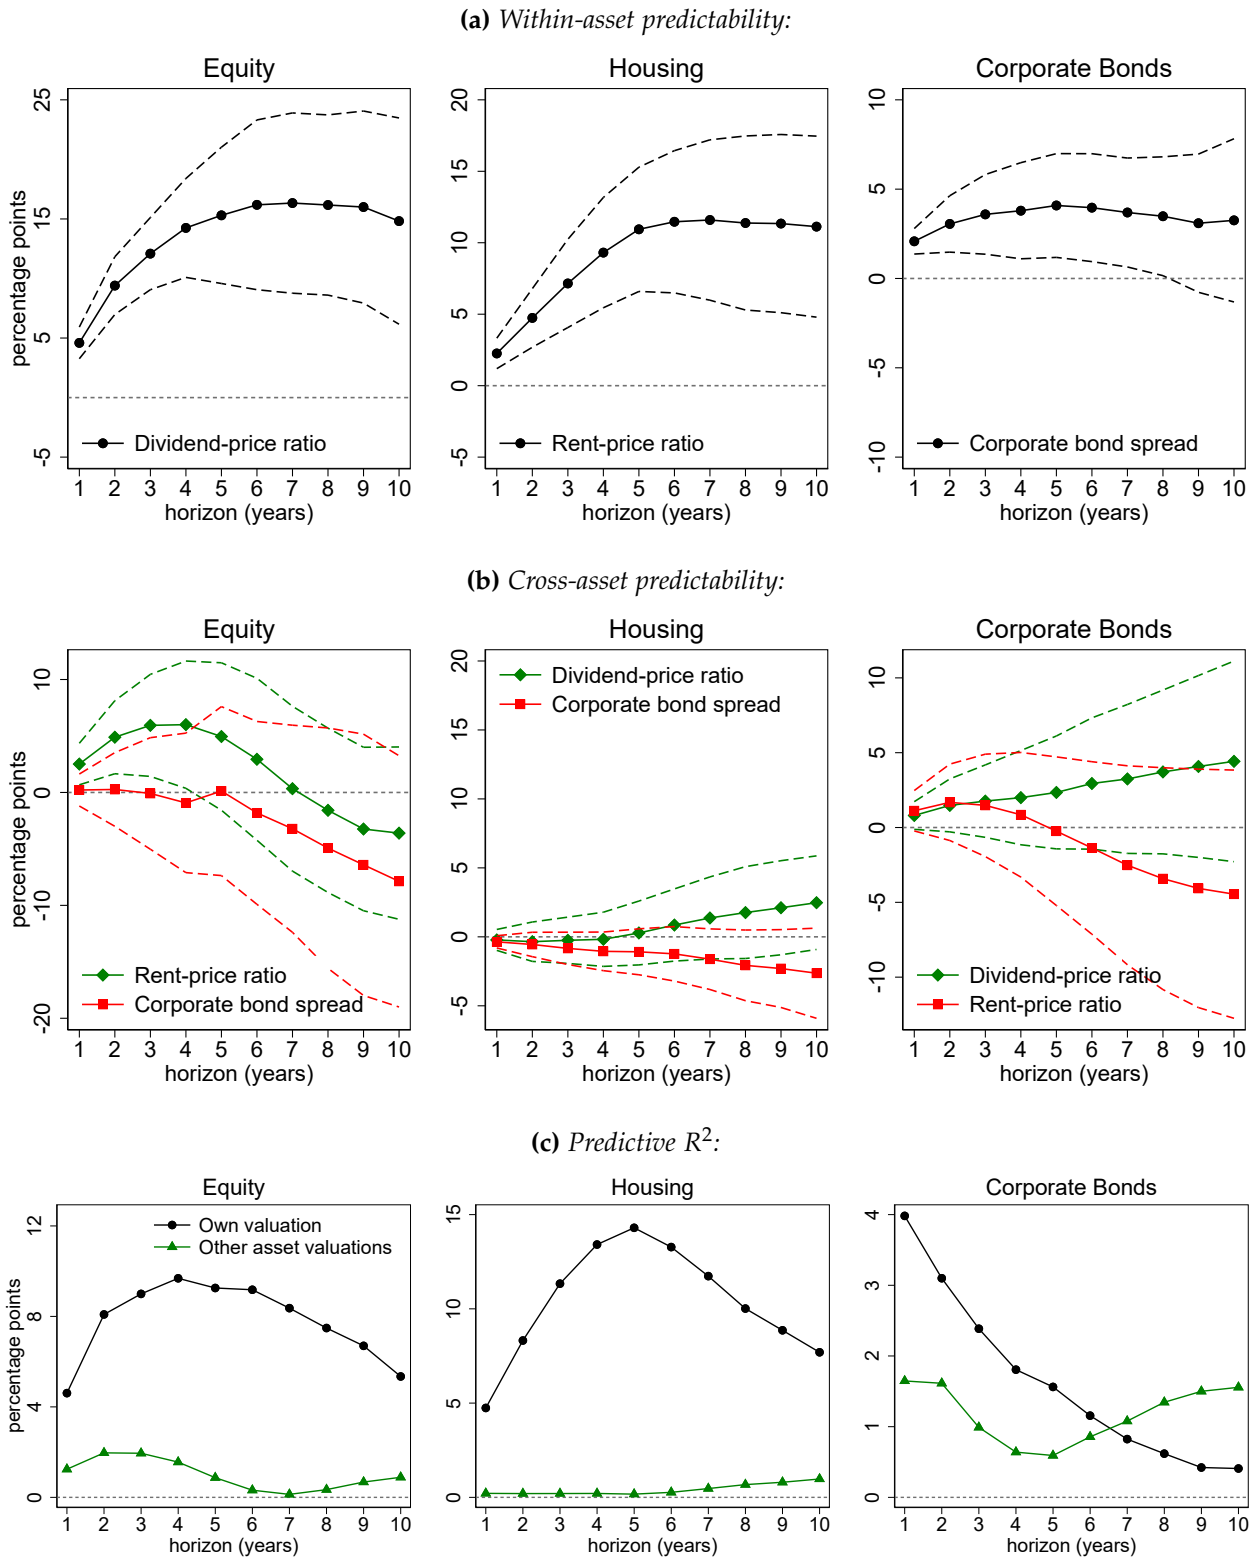 (a) Within-asset predictability:
Equity
Housing
Corporate Bonds
percentage points
25
15
5
-5
Dividend-price ratio
1 2 3 4 5 6 7 8 9 10
horizon (years)
20
15
10
5
0
-5
Rent-price ratio
1 2 3 4 5 6 7 8 9 10
horizon (years)
10
5
0
-5
-10
Corporate bond spread
1 2 3 4 5 6 7 8 9 10
horizon (years)
(b) Cross-asset predictability:
Equity
Housing
Corporate Bonds
percentage points
10
0
-10
-20
Rent-price ratio
Corporate bond spread
1 2 3 4 5 6 7 8 9 10
horizon (years)
20
15
10
5
0
-5
Dividend-price ratio
Corporate bond spread
1 2 3 4 5 6 7 8 9 10
horizon (years)
10
5
0
-5
-10
Dividend-price ratio
Rent-price ratio
1 2 3 4 5 6 7 8 9 10
horizon (years)
(c) Predictive R²:
Equity
Housing
Corporate Bonds
percentage points
12
8
4
0
Own valuation
Other asset valuations
1 2 3 4 5 6 7 8 9 10
horizon (years)
15
10
5
0
1 2 3 4 5 6 7 8 9 10
horizon (years)
4
3
2
1
0
1 2 3 4 5 6 7 8 9 10
horizon (years)